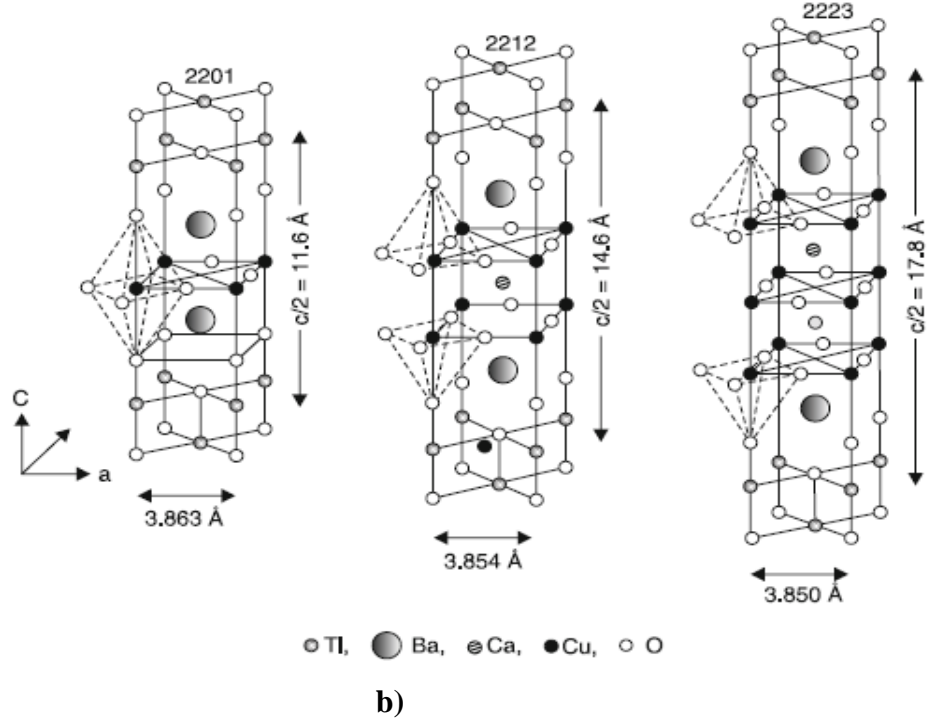 2201
2212
2223
c/2 = 11.6 Å
c/2 = 14.6 Å
c/2 = 17.8 Å
C
a
3.863 Å
3.854 Å
3.850 Å
Tl, Ba, Ca, Cu, O
b)